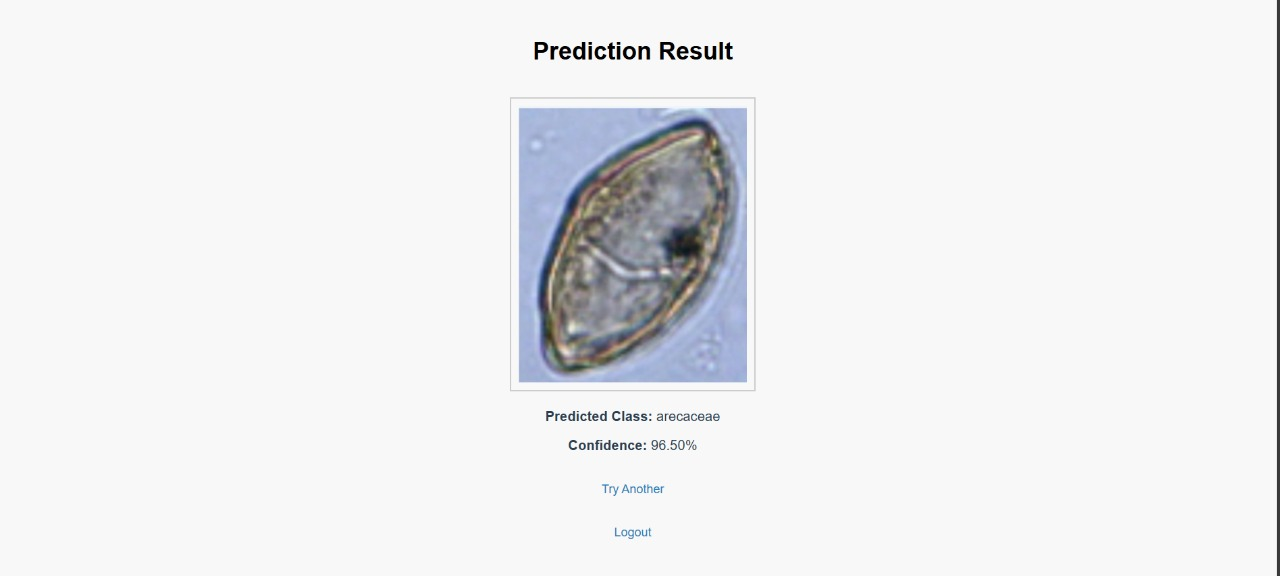 Prediction Result
Predicted Class: arecaceae
Confidence: 96.50%
Try Another
Logout